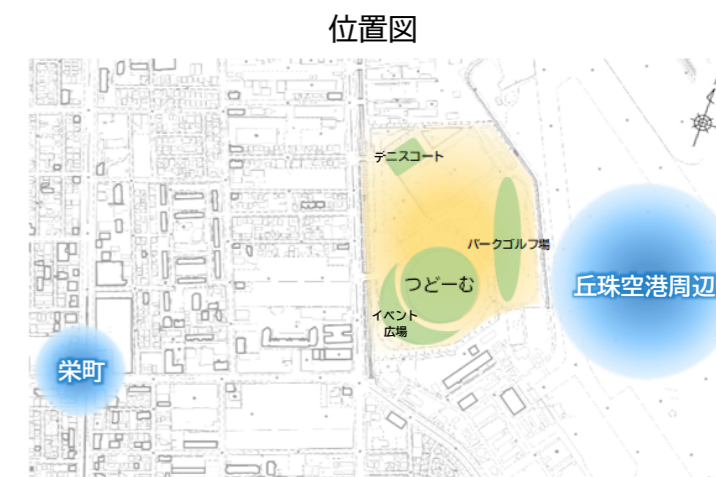 位置図
テニスコート
パークゴルフ場
つどーむ
丘珠空港周辺
イベント
広場
栄町